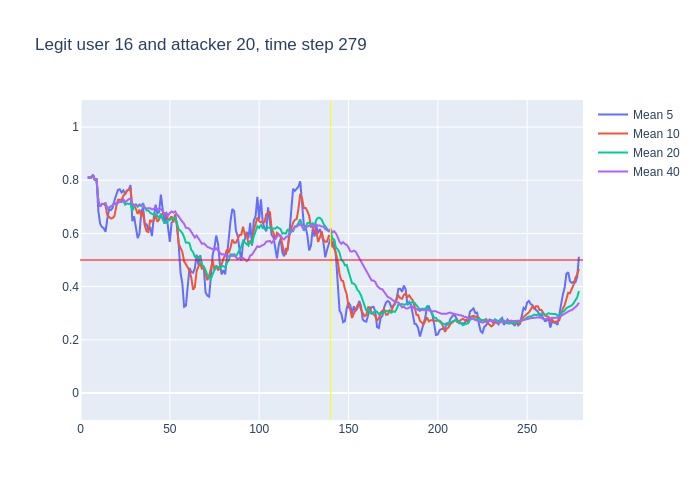 Legit user 16 and attacker 20, time step 279
Mean 5
Mean 10
Mean 20
Mean 40
1
0.8
0.6
0.4
0.2
0
0 50 100 150 200 250